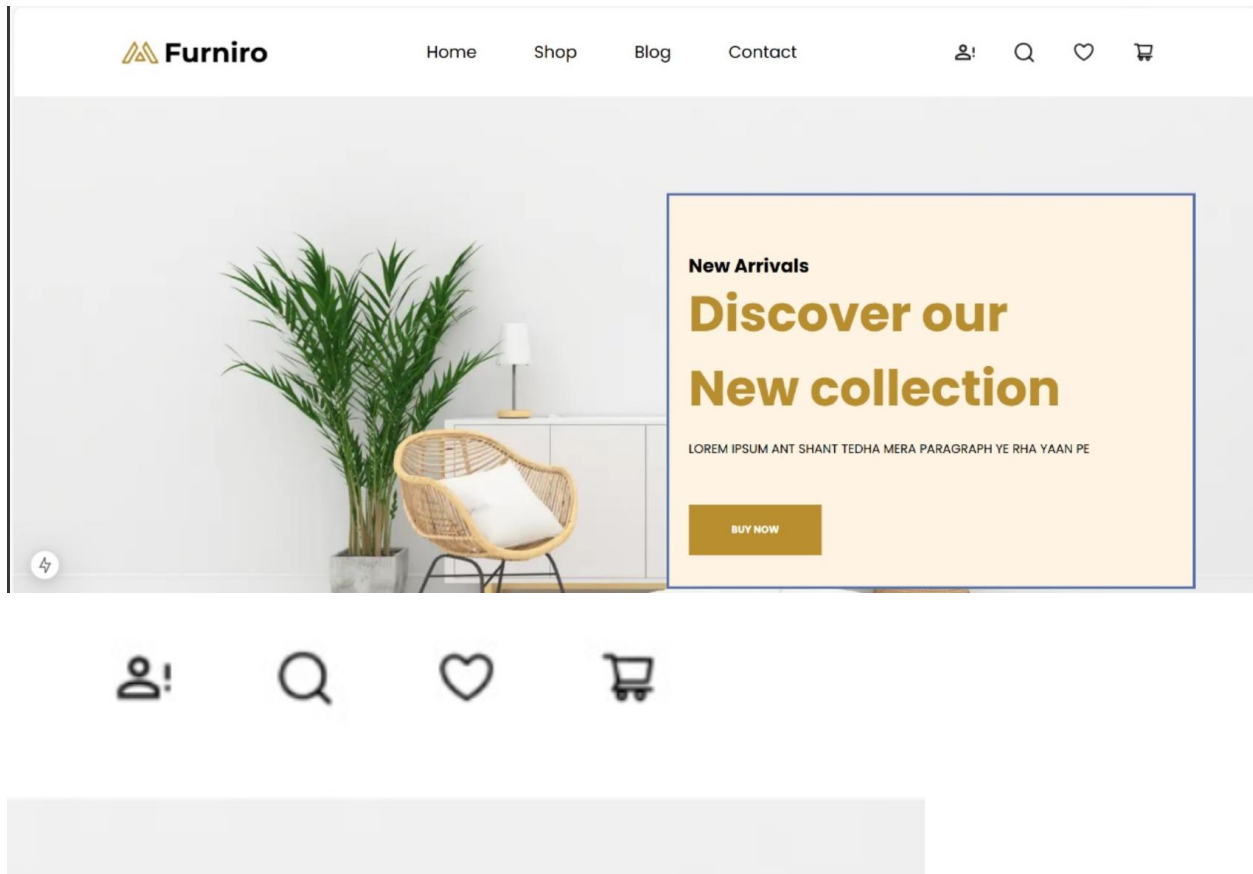 Furniro
Home Shop Blog Contact
New Arrivals
Discover our
New collection
LOREM IPSUM ANT SHANT TEDHA MERA PARAGRAPH YE RHA YAAN PE
BUY NOW